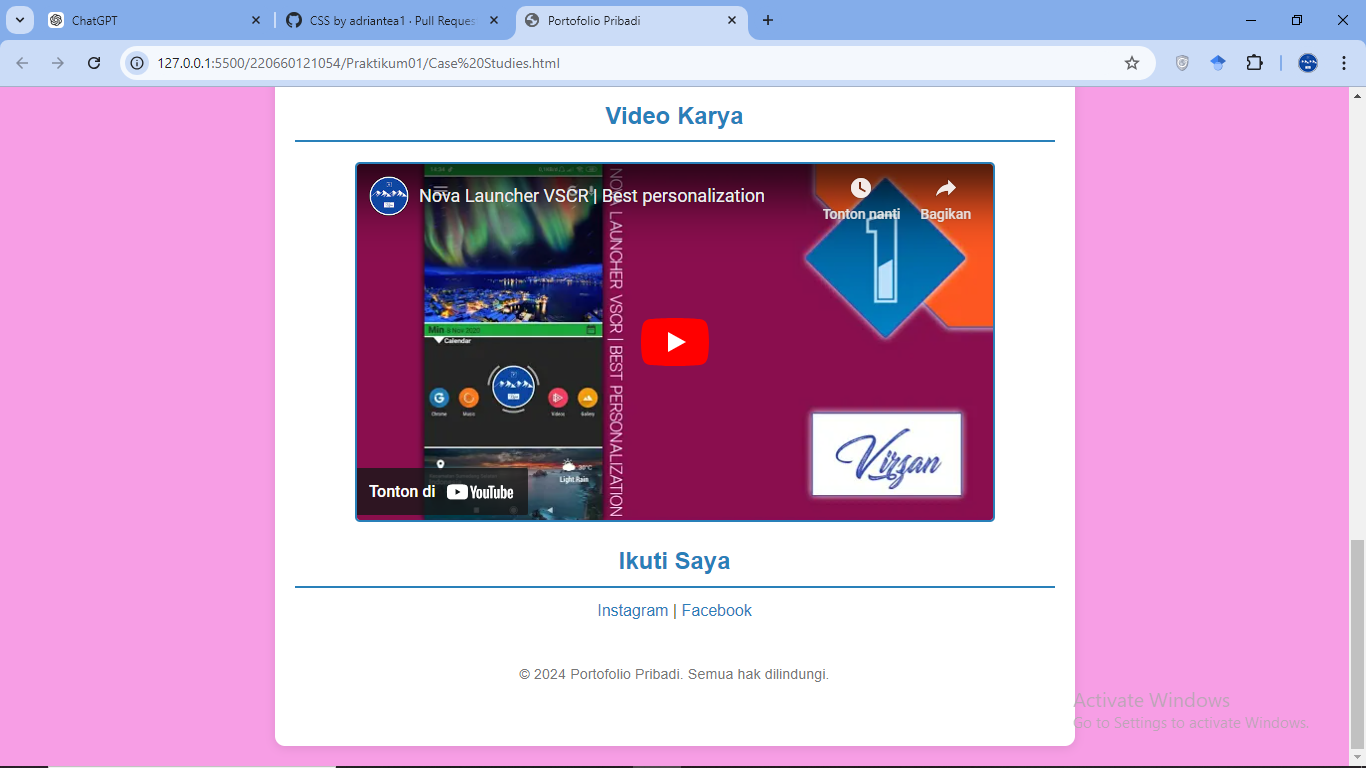 ChatGPT
CSS by adriantea1 · Pull Reques
Portofolio Pribadi
127.0.0.1:5500/220660121054/Praktikum01/Case%20Studies.html
Video Karya
Nova Launcher VSCR | Best personalization
Tonton nanti
Bagikan
NOVA LAUNCHER VSCR | BEST PERSONALIZATION
1
Min 8 Nov 2020
Calendar
Chrome
Music
Videos
Gallery
30°C
Light Rain
Virsan
Tonton di YouTube
Ikuti Saya
Instagram | Facebook
© 2024 Portofolio Pribadi. Semua hak dilindungi.
Activate Windows
Go to Settings to activate Windows.